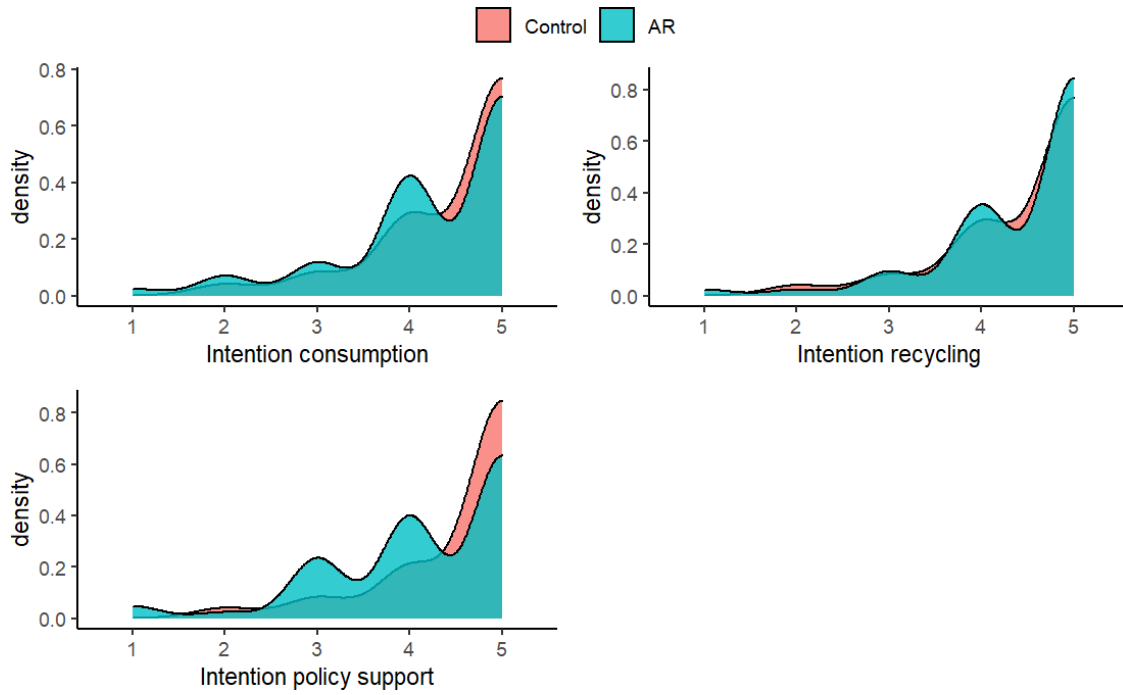 Control AR
density
0.8
0.6
0.4
0.2
0.0
1 2 3 4 5
Intention consumption
density
0.8
0.6
0.4
0.2
0.0
1 2 3 4 5
Intention recycling
density
0.8
0.6
0.4
0.2
0.0
1 2 3 4 5
Intention policy support